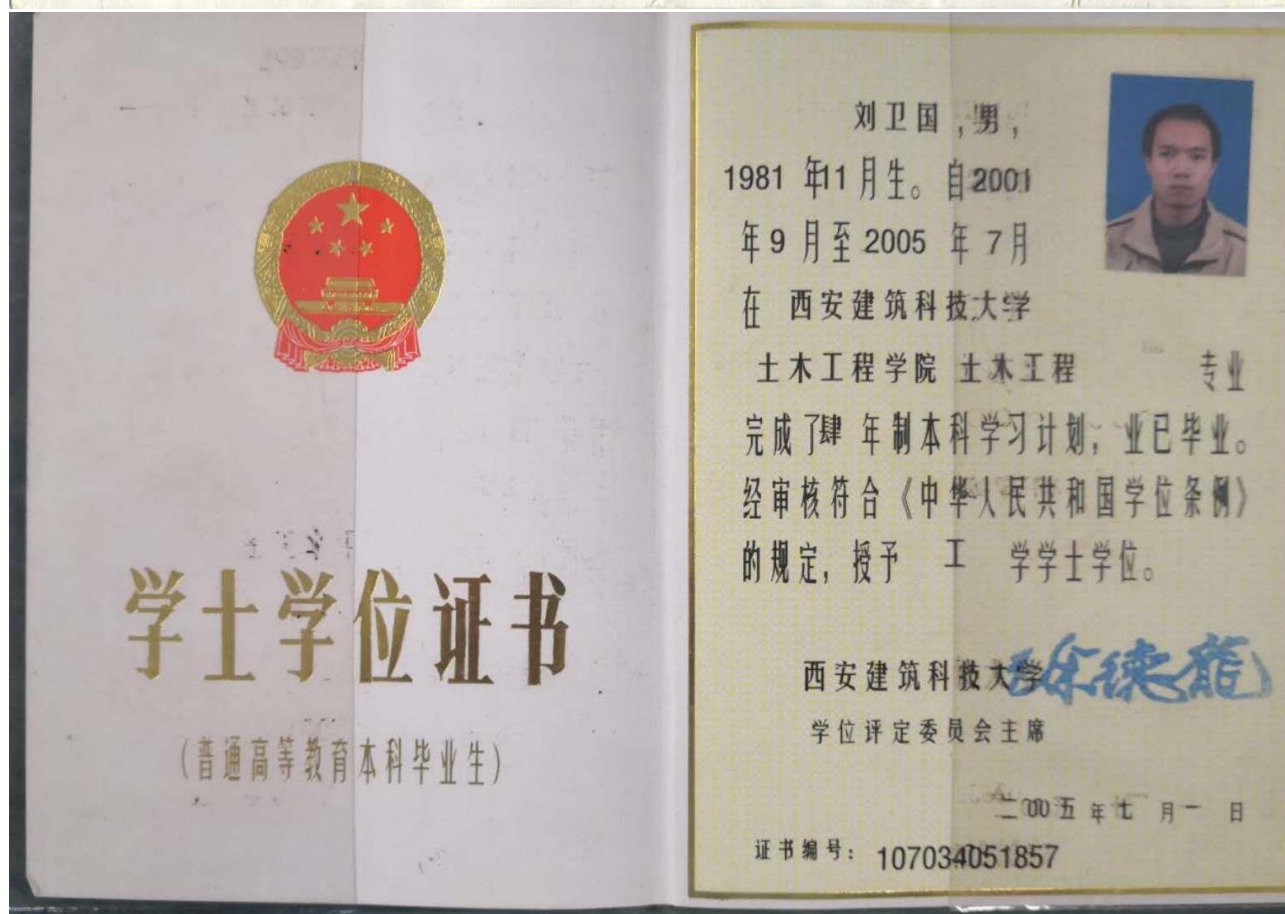 学士学位证书
(普通高等教育本科毕业生)
刘卫国,男,
1981 年11 月生。自2001
年9 月至2005 年7月
在 西安建筑科技大学
土木工程学院 土木工程 专业
完成了肆 年制本科学习计划,业已毕业。
经审核符合《中华人民共和国学位条例》
的规定,授予 工 学学士学位。
西安建筑科技大学 徐德龍
学位评定委员会主席
二00五年七月一日
证书编号:107034051857